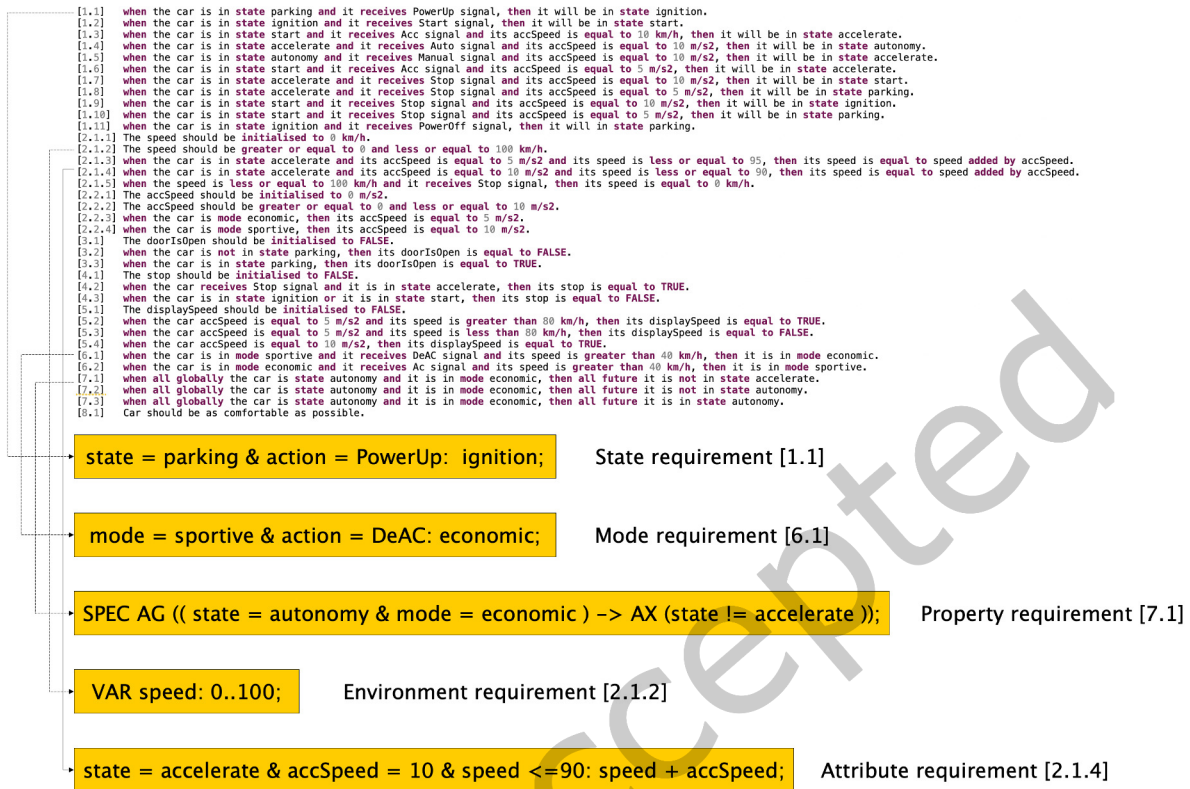 [1.1] when the car is in state parking and it receives PowerUp signal, then it will be in state ignition.
[1.2] when the car is in state ignition and it receives Start signal, then it will be in state start.
[1.3] when the car is in state start and it receives Acc signal and its accSpeed is equal to 10 km/h, then it will be in state accelerate.
[1.4] when the car is in state accelerate and it receives Auto signal and its accSpeed is equal to 10 m/s2, then it will be in state autonomy.
[1.5] when the car is in state autonomy and it receives Manual signal and its accSpeed is equal to 10 m/s2, then it will be in state accelerate.
[1.6] when the car is in state start and it receives Acc signal and its accSpeed is equal to 5 m/s2, then it will be in state accelerate.
[1.7] when the car is in state accelerate and it receives Stop signal and its accSpeed is equal to 10 m/s2, then it will be in state start.
[1.8] when the car is in state accelerate and it receives Stop signal and its accSpeed is equal to 5 m/s2, then it will be in state parking.
[1.9] when the car is in state start and it receives Stop signal and its accSpeed is equal to 10 m/s2, then it will be in state ignition.
[1.10] when the car is in state start and it receives Stop signal and its accSpeed is equal to 5 m/s2, then it will be in state parking.
[1.11] when the car is in state ignition and it receives PowerOff signal, then it will in state parking.
[2.1.1] The speed should be initialised to 0 km/h.
[2.1.2] The speed should be greater or equal to 0 and less or equal to 100 km/h.
[2.1.3] when the car is in state accelerate and its accSpeed is equal to 5 m/s2 and its speed is less or equal to 95, then its speed is equal to speed added by accSpeed.
[2.1.4] when the car is in state accelerate and its accSpeed is equal to 10 m/s2 and its speed is less or equal to 90, then its speed is equal to speed added by accSpeed.
[2.1.5] when the speed is less or equal to 100 km/h and it receives Stop signal, then its speed is equal to 0 km/h.
[2.2.1] The accSpeed should be initialised to 0 m/s2.
[2.2.2] The accSpeed should be greater or equal to 0 and less or equal to 10 m/s2.
[2.2.3] when the car is mode economic, then its accSpeed is equal to 5 m/s2.
[2.2.4] when the car is mode sportive, then its accSpeed is equal to 10 m/s2.
[3.1] The doorIsOpen should be initialised to FALSE.
[3.2] when the car is not in state parking, then its doorIsOpen is equal to FALSE.
[3.3] when the car is in state parking, then its doorIsOpen is equal to TRUE.
[4.1] The stop should be initialised to FALSE.
[4.2] when the car receives Stop signal and it is in state accelerate, then its stop is equal to TRUE.
[4.3] when the car is in state ignition or it is in state start, then its stop is equal to FALSE.
[5.1] The displaySpeed should be initialised to FALSE.
[5.2] when the car accSpeed is equal to 5 m/s2 and its speed is greater than 80 km/h, then its displaySpeed is equal to TRUE.
[5.3] when the car accSpeed is equal to 5 m/s2 and its speed is less than 80 km/h, then its displaySpeed is equal to FALSE.
[5.4] when the car accSpeed is equal to 10 m/s2, then its displaySpeed is equal to TRUE.
[6.1] when the car is in mode sportive and it receives DeAC signal and its speed is greater than 40 km/h, then it is in mode economic.
[6.2] when the car is in mode economic and it receives Ac signal and its speed is greater than 40 km/h, then it is in mode sportive.
[7.1] when all globally the car is state autonomy and it is in mode economic, then all future it is not in state accelerate.
[7.2] when all globally the car is state autonomy and it is in mode economic, then all future it is not in state autonomy.
[7.3] when all globally the car is state autonomy and it is in mode economic, then all future it is in state autonomy.
[8.1] Car should be as comfortable as possible.
state = parking & action = PowerUp: ignition; State requirement [1.1]
mode = sportive & action = DeAC: economic; Mode requirement [6.1]
SPEC AG (( state = autonomy & mode = economic ) -> AX (state != accelerate )); Property requirement [7.1]
VAR speed: 0..100; Environment requirement [2.1.2]
state = accelerate & accSpeed = 10 & speed <=90: speed + accSpeed; Attribute requirement [2.1.4]
ccepted